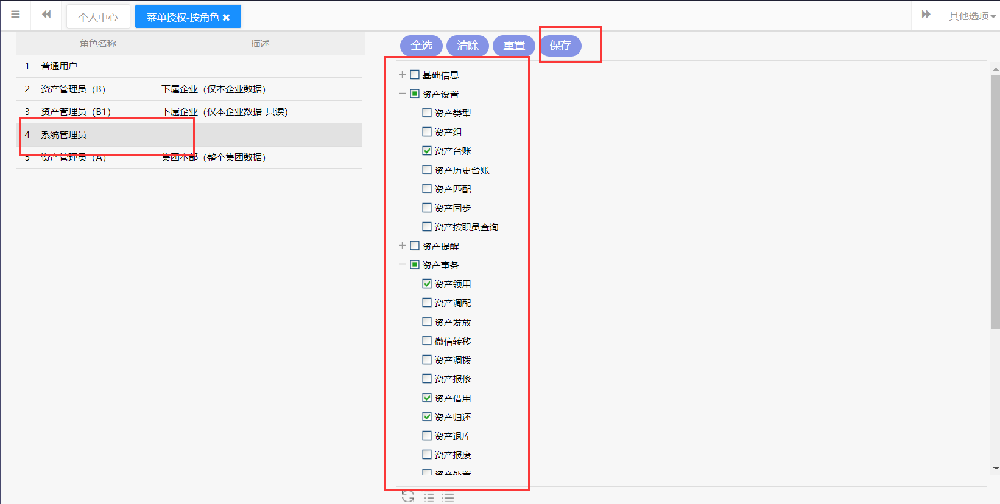 个人中心
菜单授权-按角色
其他选项
角色名称 描述
1 普通用户
2 资产管理员（B） 下属企业（仅本企业数据）
3 资产管理员（B1） 下属企业（仅本企业数据-只读）
4 系统管理员
5 资产管理员（A） 集团本部（整个集团数据）
全选 清除 重置 保存
基础信息
资产设置
资产类型
资产组
资产台账
资产历史台账
资产匹配
资产同步
资产按职员查询
资产提醒
资产事务
资产领用
资产调配
资产发放
微信转移
资产调拨
资产报修
资产借用
资产归还
资产退库
资产报废
资产处置